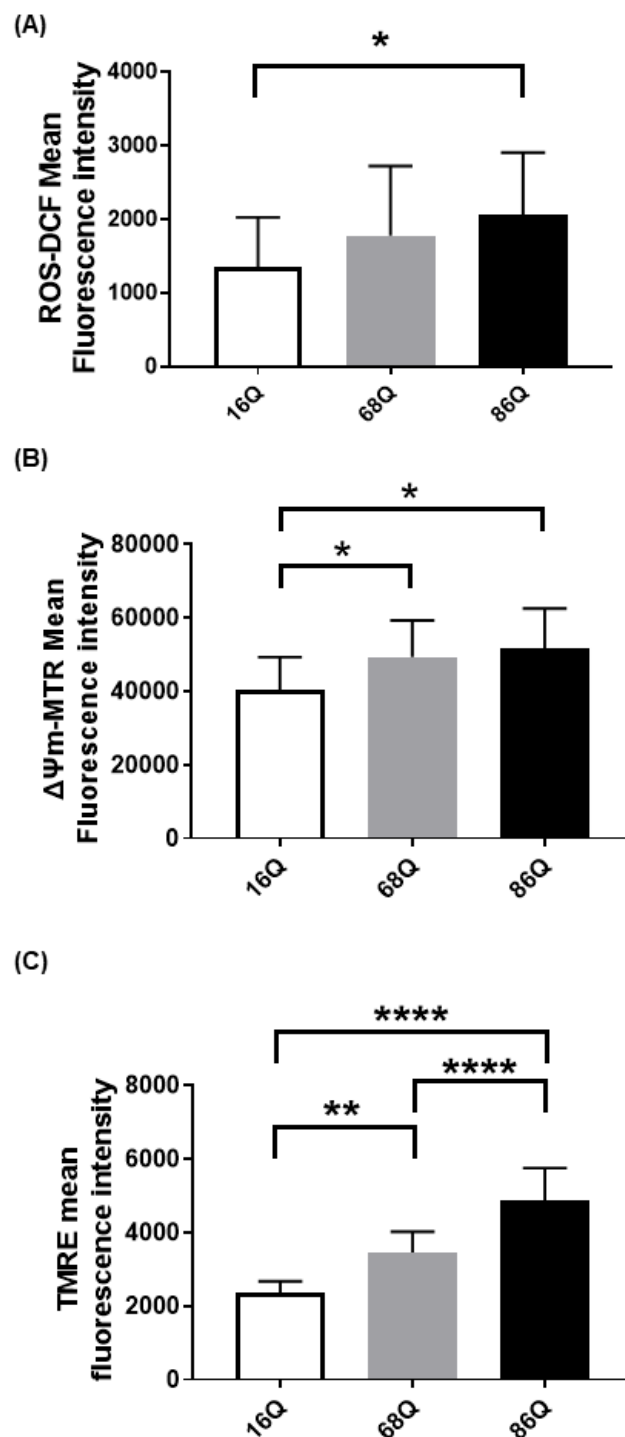 (A)
*
ROS-DCF Mean
Fluorescence intensity
4000
3000
2000
1000
0
16Q
68Q
86Q
(B)
*
*
ΔΨm-MTR Mean
Fluorescence intensity
80000
60000
40000
20000
0
16Q
68Q
86Q
(C)
****
****
**
TMRE mean
fluorescence intensity
8000
6000
4000
2000
0
16Q
68Q
86Q